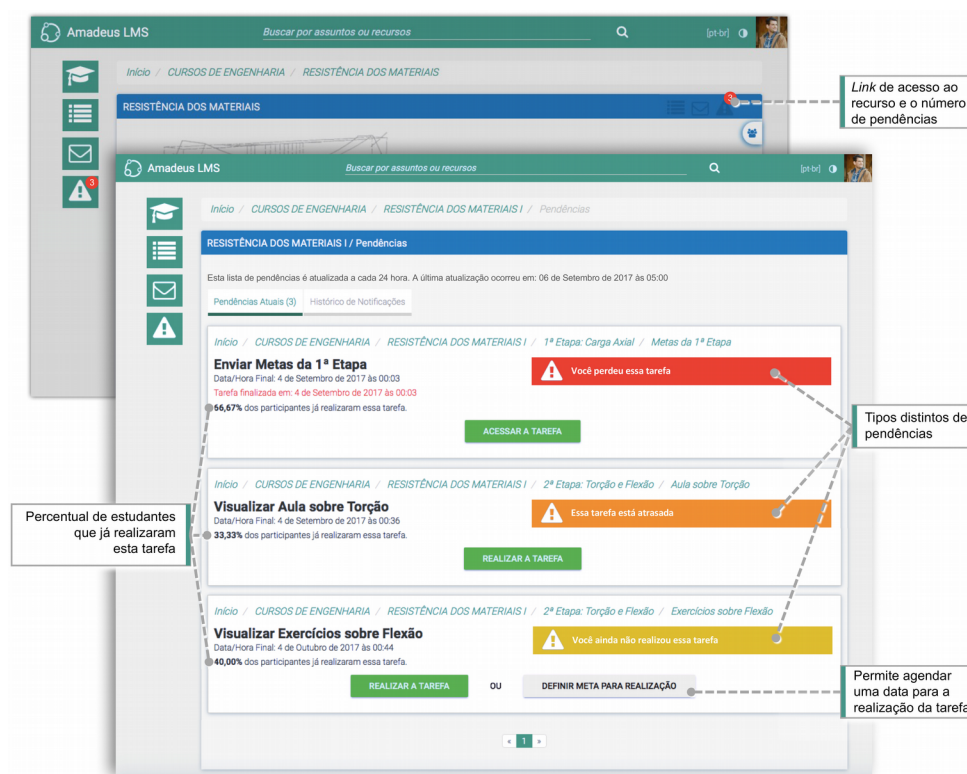 Amadeus LMS
Buscar por assuntos ou recursos
[pt-br]
Início / CURSOS DE ENGENHARIA / RESISTÊNCIA DOS MATERIAIS
RESISTÊNCIA DOS MATERIAIS
3
Link de acesso ao
recurso e o número
de pendências
3
Amadeus LMS
Buscar por assuntos ou recursos
[pt-br]
Início / CURSOS DE ENGENHARIA / RESISTÊNCIA DOS MATERIAIS I / Pendências
RESISTÊNCIA DOS MATERIAIS I / Pendências
Esta lista de pendências é atualizada a cada 24 hora. A última atualização ocorreu em: 06 de Setembro de 2017 às 05:00
Pendências Atuais (3) Histórico de Notificações
Início / CURSOS DE ENGENHARIA / RESISTÊNCIA DOS MATERIAIS I / 1ª Etapa: Carga Axial / Metas da 1ª Etapa
Enviar Metas da 1ª Etapa
Data/Hora Final: 4 de Setembro de 2017 às 00:03
Tarefa finalizada em: 4 de Setembro de 2017 às 00:03
66,67% dos participantes já realizaram essa tarefa.
Você perdeu essa tarefa
ACESSAR A TAREFA
Tipos distintos de
pendências
Início / CURSOS DE ENGENHARIA / RESISTÊNCIA DOS MATERIAIS I / 2ª Etapa: Torção e Flexão / Aula sobre Torção
Visualizar Aula sobre Torção
Data/Hora Final: 4 de Setembro de 2017 às 00:36
33,33% dos participantes já realizaram essa tarefa.
Essa tarefa está atrasada
REALIZAR A TAREFA
Percentual de estudantes
que já realizaram
esta tarefa
Início / CURSOS DE ENGENHARIA / RESISTÊNCIA DOS MATERIAIS I / 2ª Etapa: Torção e Flexão / Exercícios sobre Flexão
Visualizar Exercícios sobre Flexão
Data/Hora Final: 4 de Outubro de 2017 às 00:44
40,00% dos participantes já realizaram essa tarefa.
Você ainda não realizou essa tarefa
REALIZAR A TAREFA OU DEFINIR META PARA REALIZAÇÃO
Permite agendar
uma data para a
realização da tarefa
« 1 »